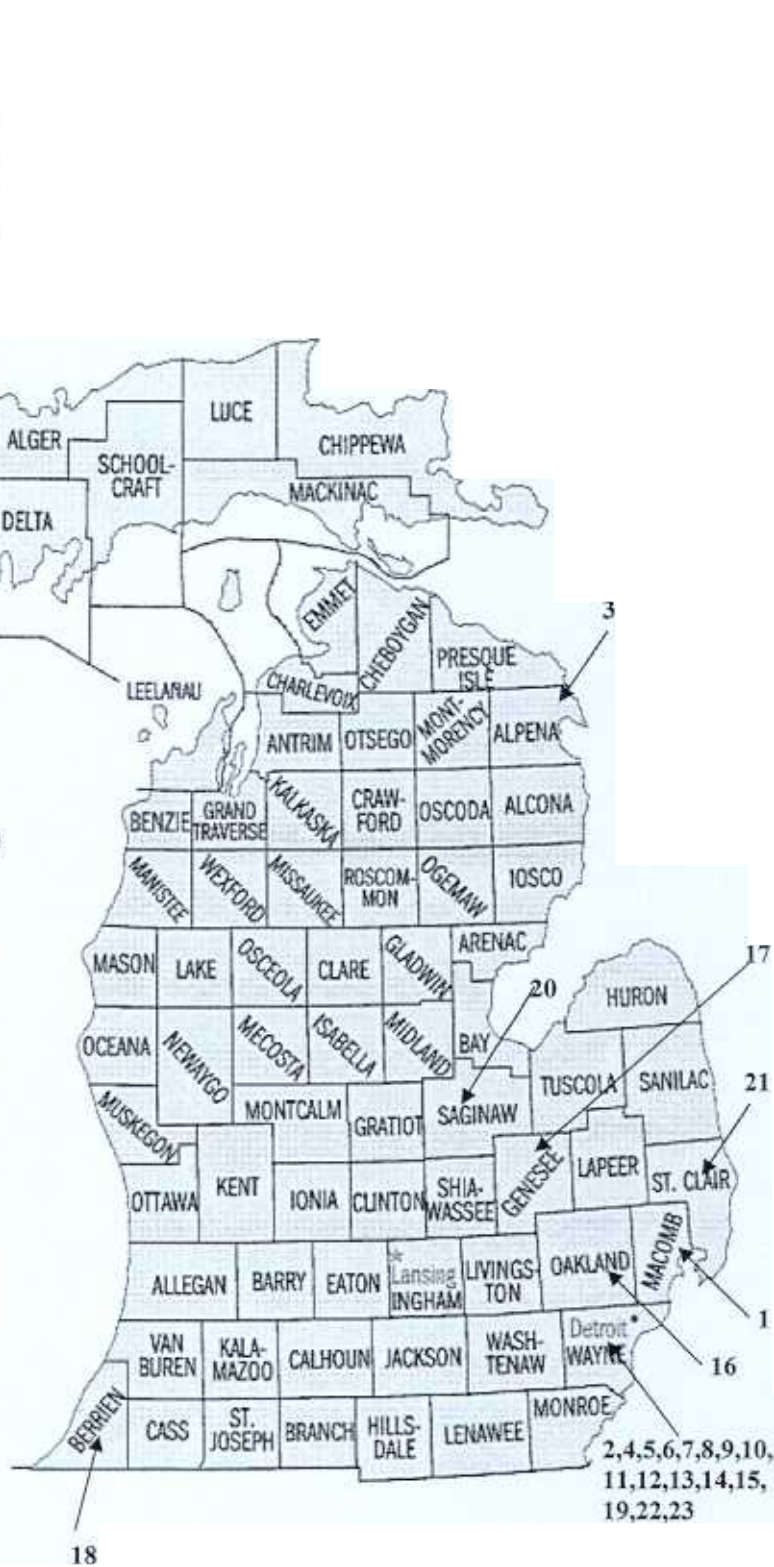 LUCE
ALGER
CHIPPEWA
SCHOOL-
CRAFT
MACKINAC
DELTA
EMMET
CHEBOYGAN
3
PRESQUE
ISLE
LEELANAU
CHARLEVOIX
MONT-
MORENCY
ANTRIM
OTSEGO
ALPENA
KALKASKA
CRAW-
FORD
OSCODA
ALCONA
BENZIE
GRAND
TRAVERSE
MANISTEE
WEXFORD
MISSAUKEE
ROSCOM-
MON
OGEMAW
IOSCO
ARENAC
17
MASON
LAKE
OSCEOLA
CLARE
GLADWIN
20
HURON
OCEANA
NEWAYGO
MECOSTA
ISABELLA
MIDLAND
BAY
TUSCOLA
SANILAC
21
MUSKEGON
MONTCALM
GRATIOT
SAGINAW
OTTAWA
KENT
IONIA
CLINTON
SHIA-
WASSEE
GENESEE
LAPEER
ST. CLAIR
ALLEGAN
BARRY
EATON
*
Lansing
INGHAM
LIVINGS-
TON
OAKLAND
MACOMB
1
VAN
BUREN
KALA-
MAZOO
CALHOUN
JACKSON
WASH-
TENAW
Detroit
WAYNE
16
BERRIEN
CASS
ST.
JOSEPH
BRANCH
HILLS-
DALE
LENAWEE
MONROE
2,4,5,6,7,8,9,10,
11,12,13,14,15,
19,22,23
18